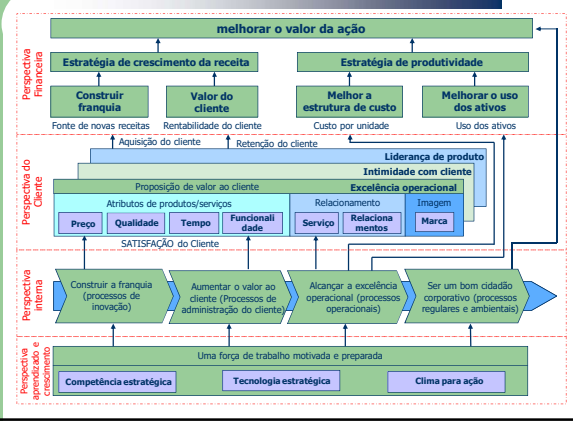 melhorar o valor da ação
Perspectiva
Financeira
Estratégia de crescimento da receita
Estratégia de produtividade
Construir
franquia
Valor do
cliente
Melhor a
estrutura de custo
Melhorar o uso
dos ativos
Fonte de novas receitas
Rentabilidade do cliente
Custo por unidade
Uso dos ativos
Aquisição do cliente
Retenção do cliente
Perspectiva do
Cliente
Liderança de produto
Intimidade com cliente
Proposição de valor ao cliente
Excelência operacional
Atributos de produtos/serviços
Relacionamento
Imagem
Preço
Qualidade
Tempo
Funcionali
dade
Serviço
Relaciona
mentos
Marca
SATISFAÇÃO do Cliente
Perspectiva
interna
Construir a franquia
(processos de
inovação)
Aumentar o valor ao
cliente (Processos de
administração do cliente)
Alcançar a excelência
operacional (processos
operacionais)
Ser um bom cidadão
corporativo (processos
regulares e ambientais)
Perspectiva
aprendizado e
crescimento
Uma força de trabalho motivada e preparada
Competência estratégica
Tecnologia estratégica
Clima para ação